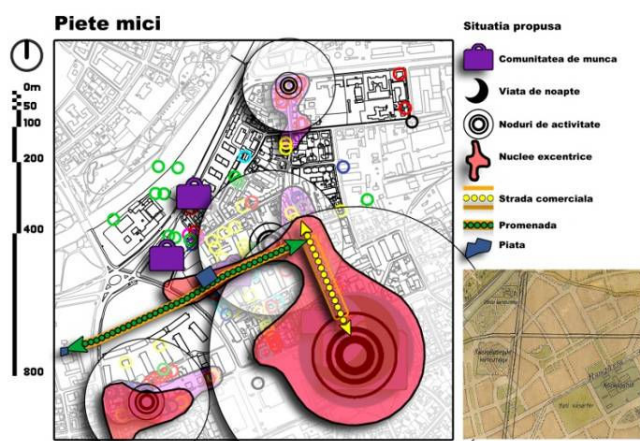 Piete mici
Situatia propusa
Comunitatea de munca
Viata de noapte
Noduri de activitate
Nuclee excentrice
Strada comerciala
Promenada
Piata
0m
50
100
200
400
800